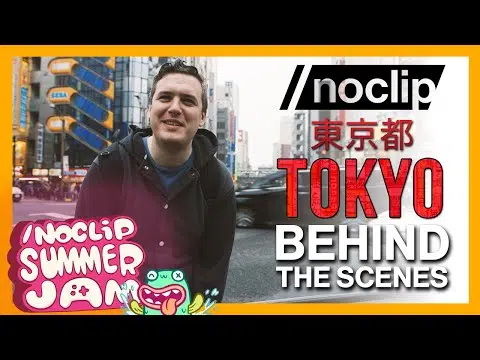 /noclip
東京都
TOKYO
BEHIND
THE SCENES
/NOCLIP
SUMMER
JAM
SEGA